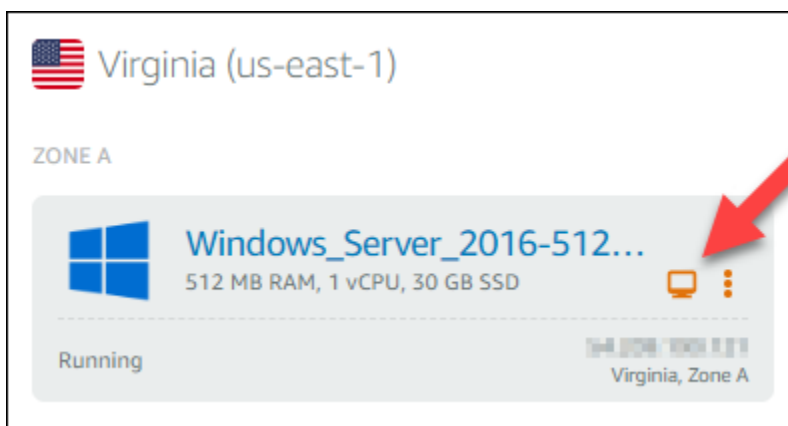 Virginia (us-east-1)
ZONE A
Windows_Server_2016-512...
512 MB RAM, 1 vCPU, 30 GB SSD
Running
Virginia, Zone A